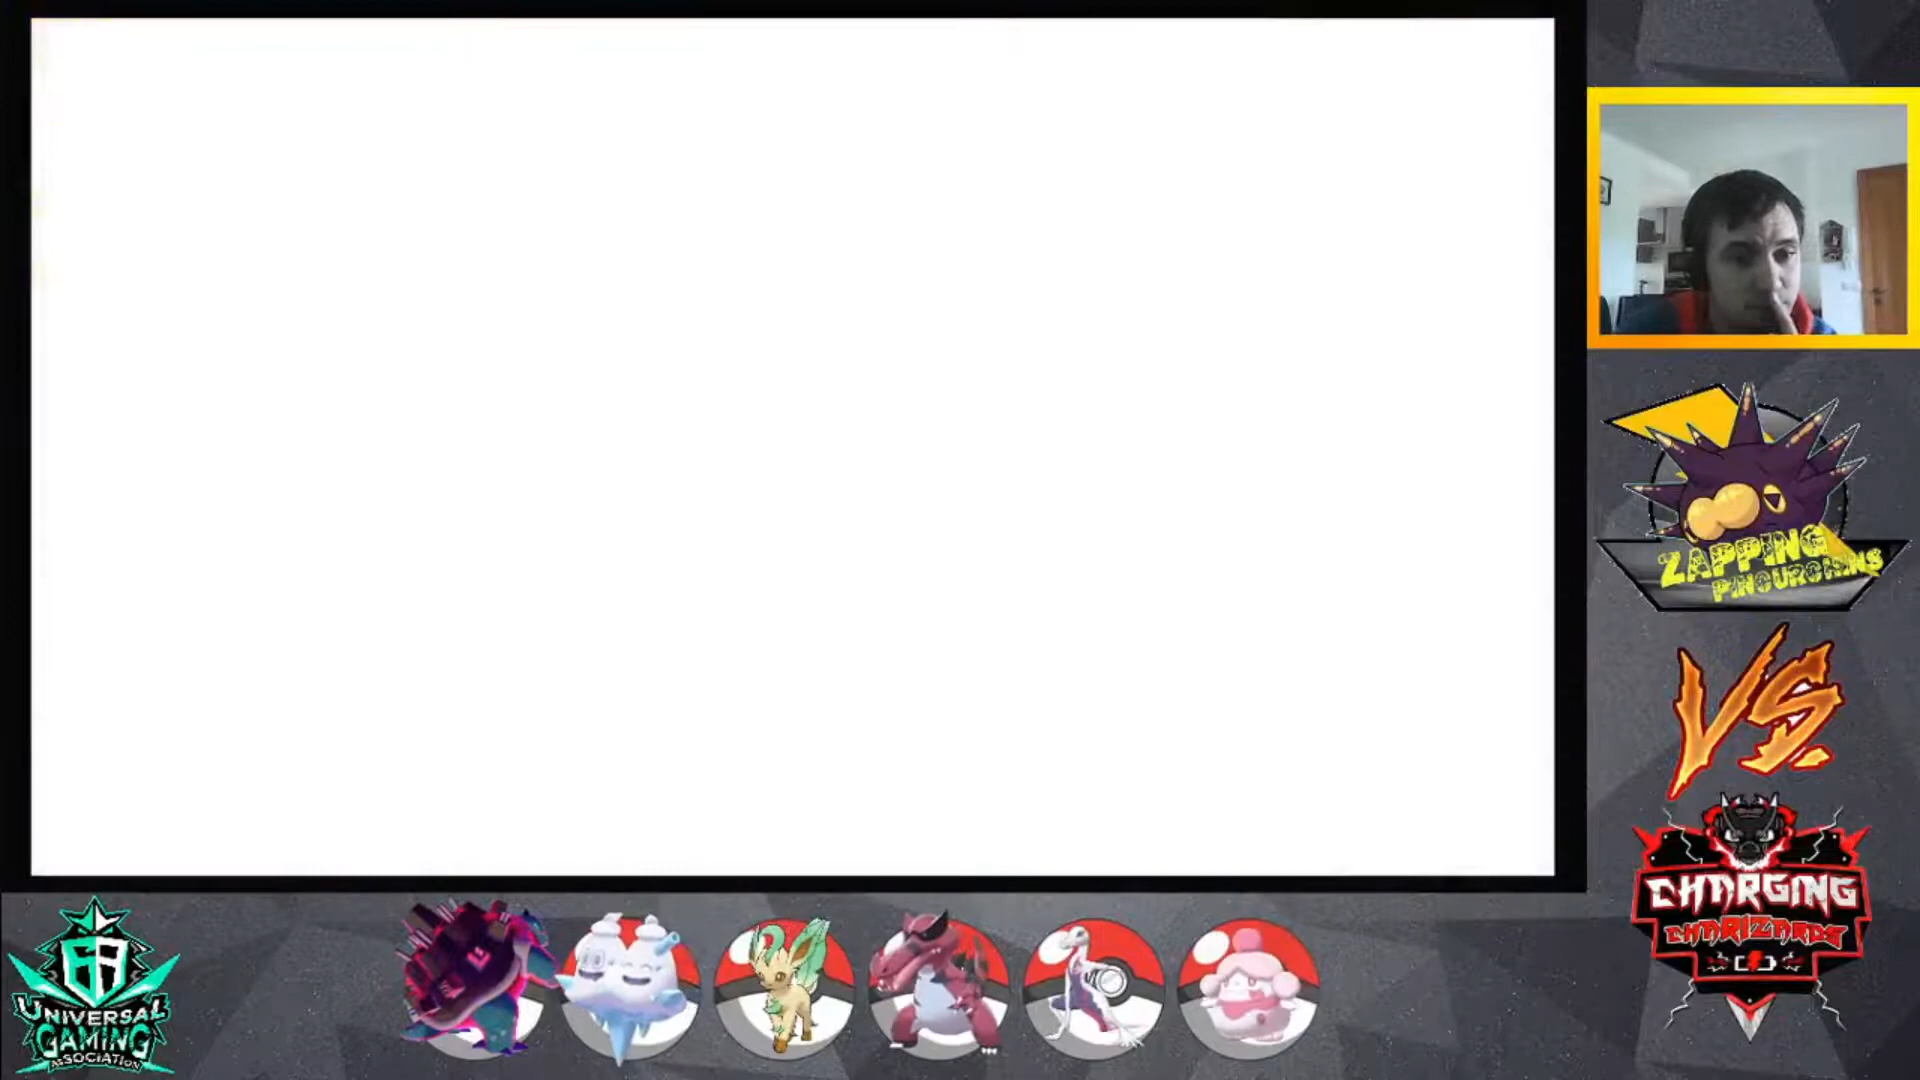 ZAPPING
PINCURCHINS
VS.
CHARGING
CHARIZARDS
UNIVERSAL
GAMING
ASSOCIATION